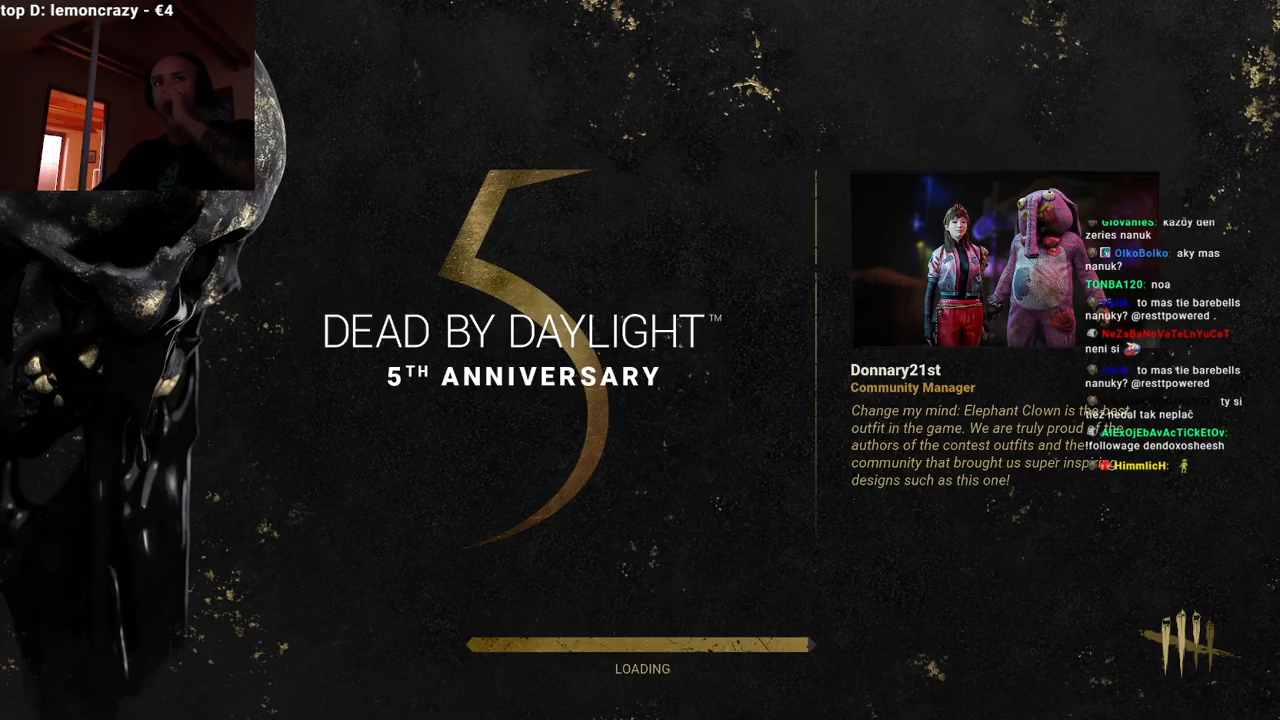 top D: lemoncrazy - €4
DEAD BY DAYLIGHT™
5TH ANNIVERSARY
Donnary21st
Community Manager
Change my mind: Elephant Clown is the best
outfit in the game. We are truly proud of the
authors of the contest outfits and the
community that brought us super inspiring
designs such as this one!
GiovanieS: kazdy den
zeries nanuk
OlkoBolko: aky mas
nanuk?
TONBA120: noa
to mas tie barebells
nanuky? @resttpowered .
NeZaBaNoVaTeLnYuCeT
neni si
to mas tie barebells
nanuky? @resttpowered
ty si
tiez nedal tak neplač
AlExOjEbAvAcTiCkEtOv:
!followage dendoxosheesh
HimmlicH:
LOADING